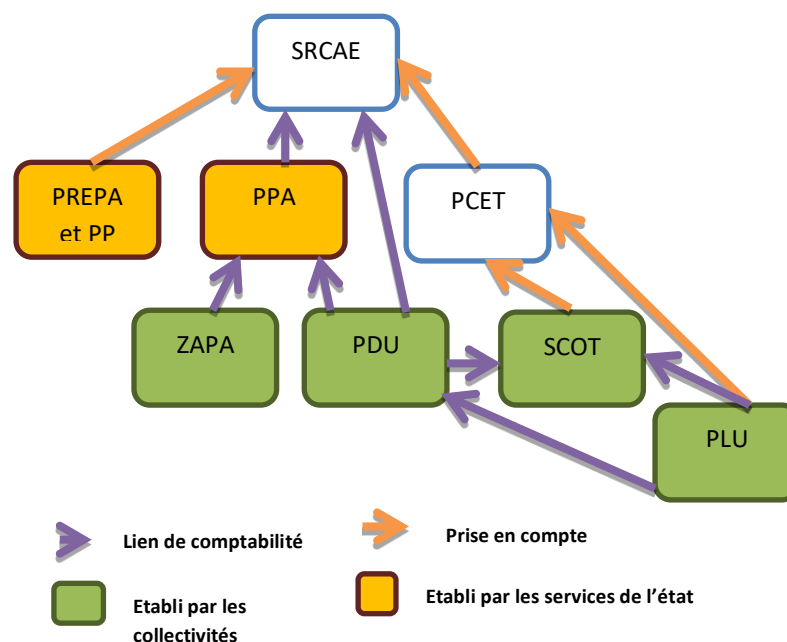 SRCAE
PREPA
et PP
PPA
PCET
ZAPA
PDU
SCOT
PLU
Lien de comptabilité
Prise en compte
Etabli par les
collectivités
Etabli par les services de l’état